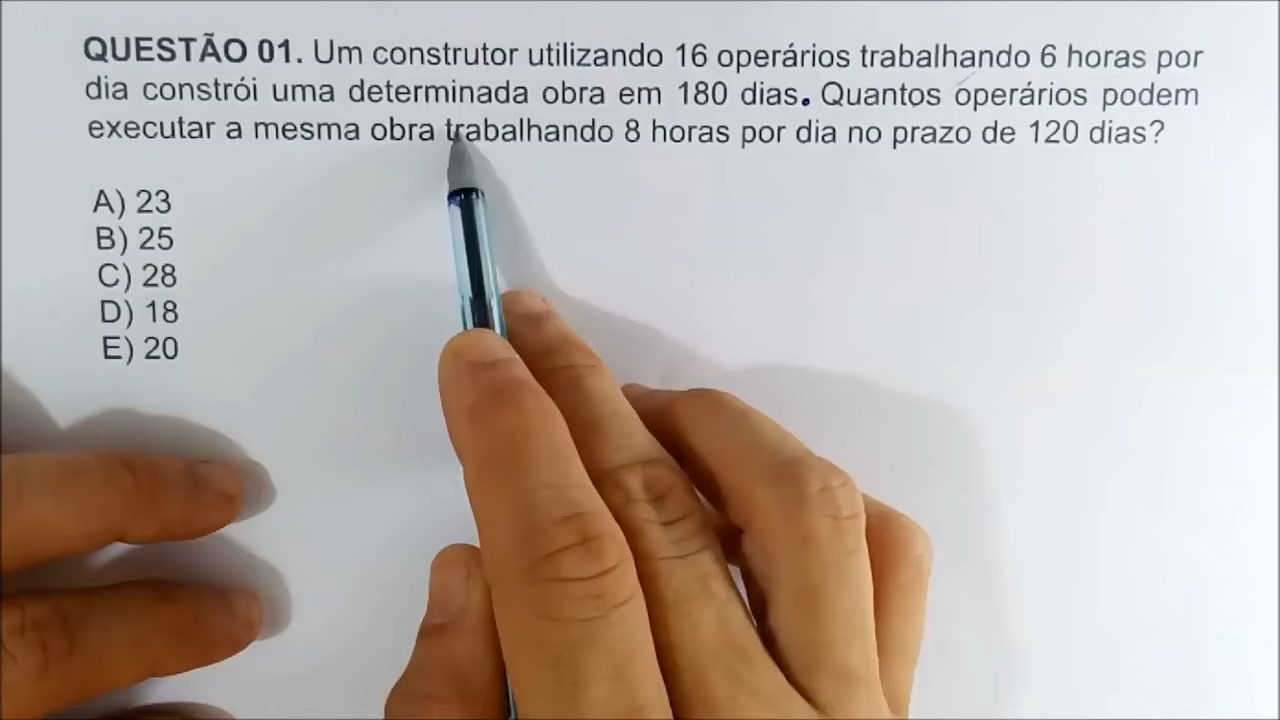 QUESTÃO 01. Um construtor utilizando 16 operários trabalhando 6 horas por
dia constrói uma determinada obra em 180 dias. Quantos operários podem
executar a mesma obra trabalhando 8 horas por dia no prazo de 120 dias?
A) 23
B) 25
C) 28
D) 18
E) 20